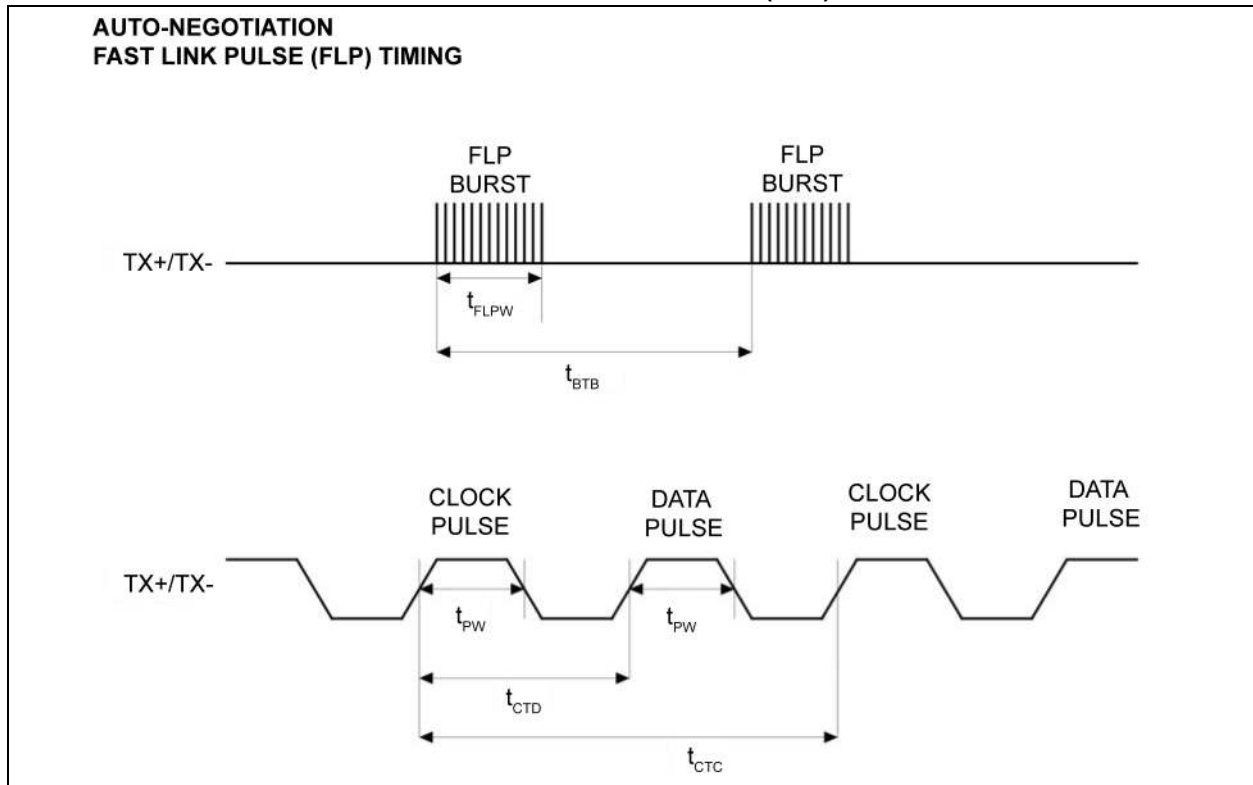 AUTO-NEGOTIATION
FAST LINK PULSE (FLP) TIMING
FLP
BURST
FLP
BURST
TX+/TX-
tFLPW
tBTB
CLOCK
PULSE
DATA
PULSE
CLOCK
PULSE
DATA
PULSE
TX+/TX-
tPW
tPW
tCTD
tCTC